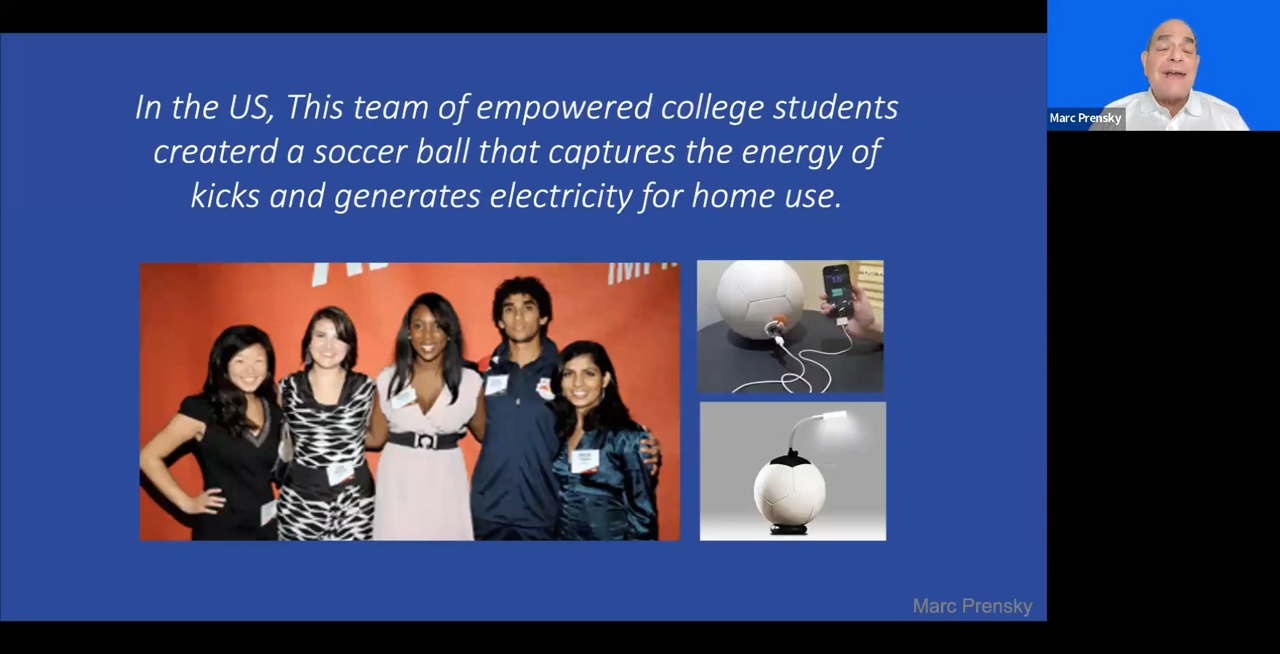 In the US, This team of empowered college students
createrd a soccer ball that captures the energy of
kicks and generates electricity for home use.
Marc Prensky
Marc Prensky